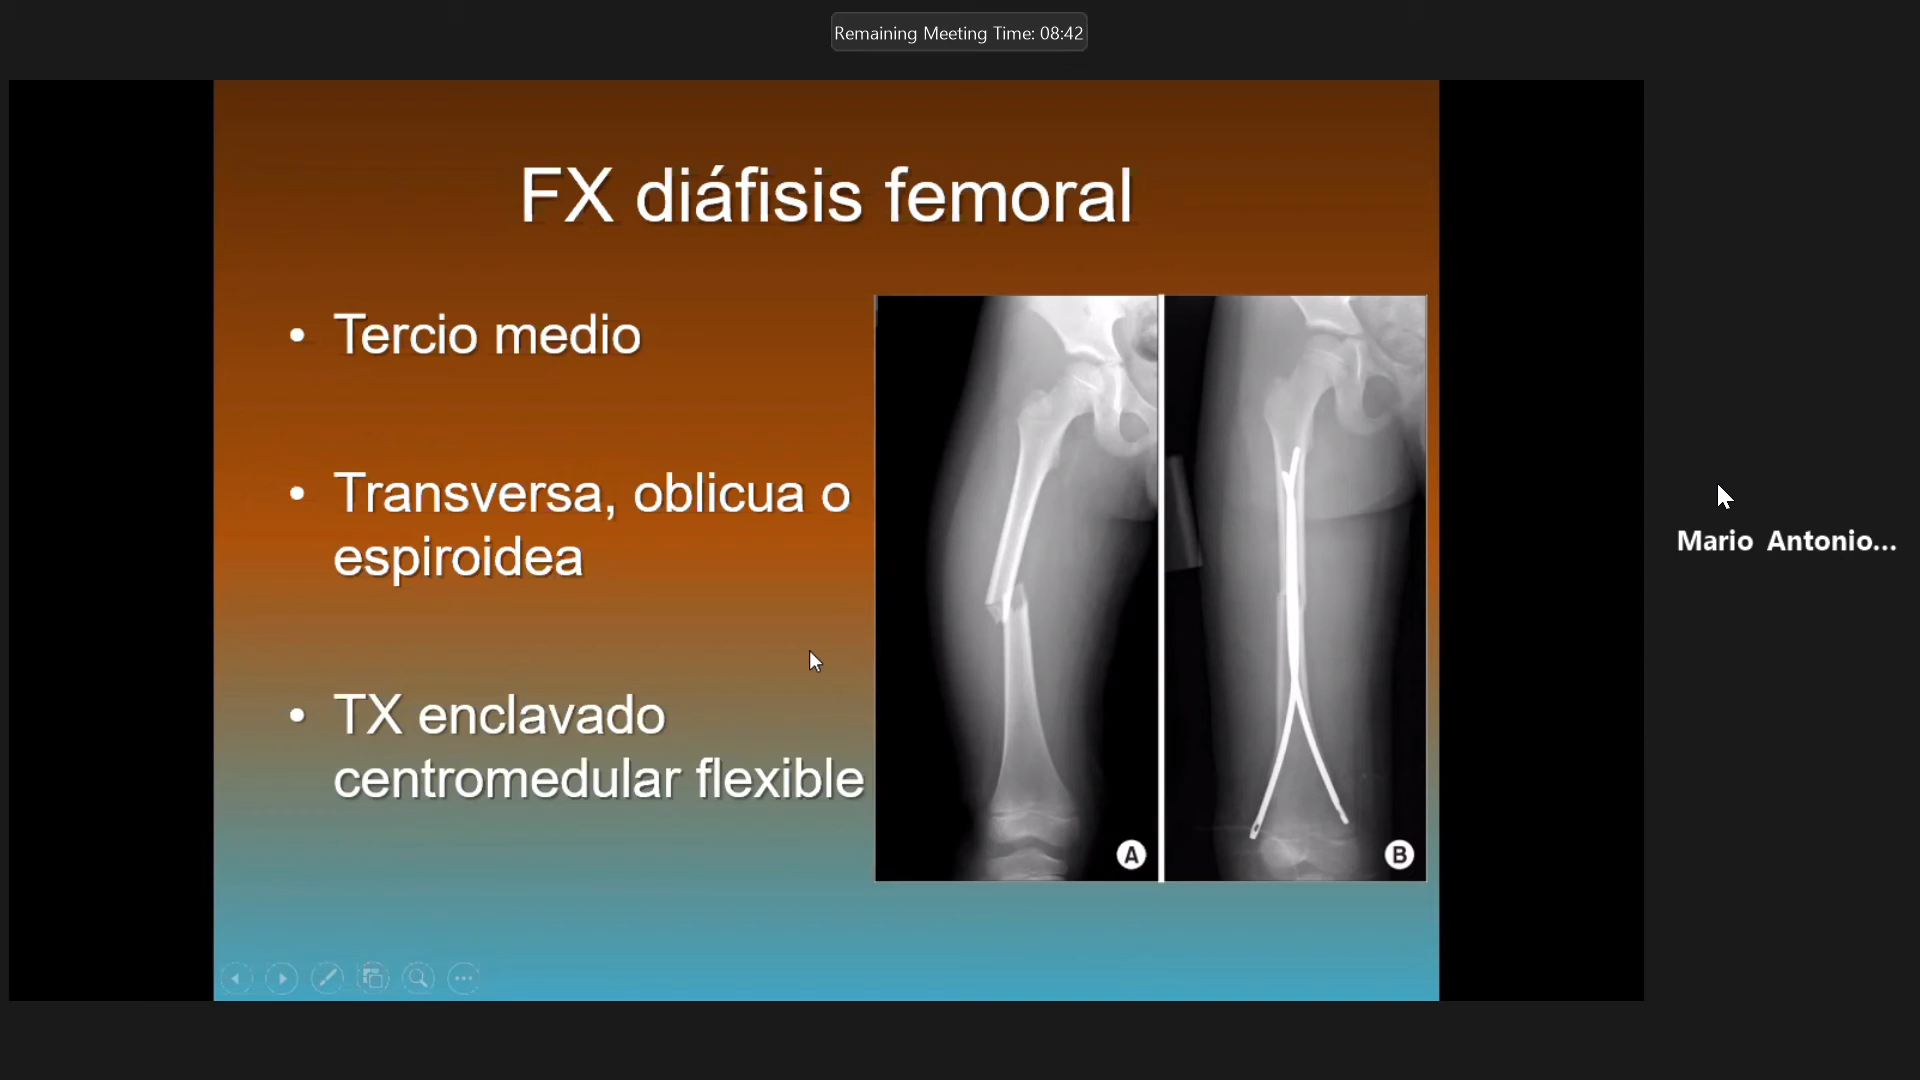 Remaining Meeting Time: 08:42
FX diáfisis femoral
• Tercio medio
• Transversa, oblicua o
espiroidea
• TX enclavado
centromedular flexible
A
B
Mario Antonio...